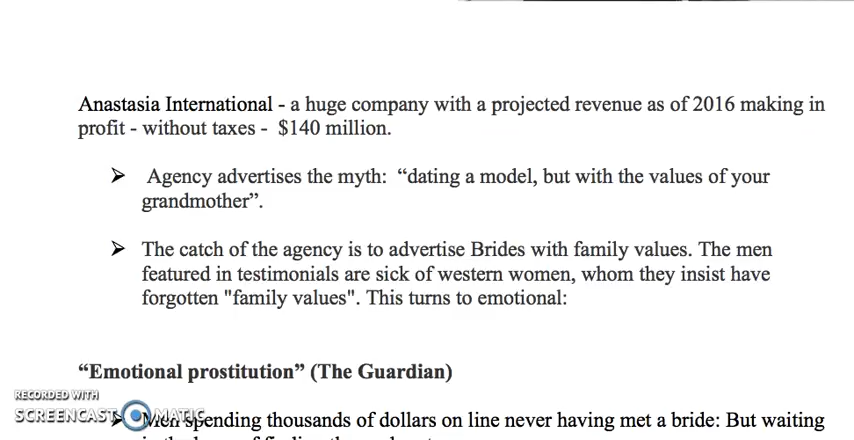 Anastasia International - a huge company with a projected revenue as of 2016 making in
profit - without taxes - $140 million.
➢ Agency advertises the myth: “dating a model, but with the values of your
grandmother”.
➢ The catch of the agency is to advertise Brides with family values. The men
featured in testimonials are sick of western women, whom they insist have
forgotten "family values". This turns to emotional:
“Emotional prostitution” (The Guardian)
RECORDED WITH
SCREENCAST MATIC
➢ Men spending thousands of dollars on line never having met a bride: But waiting